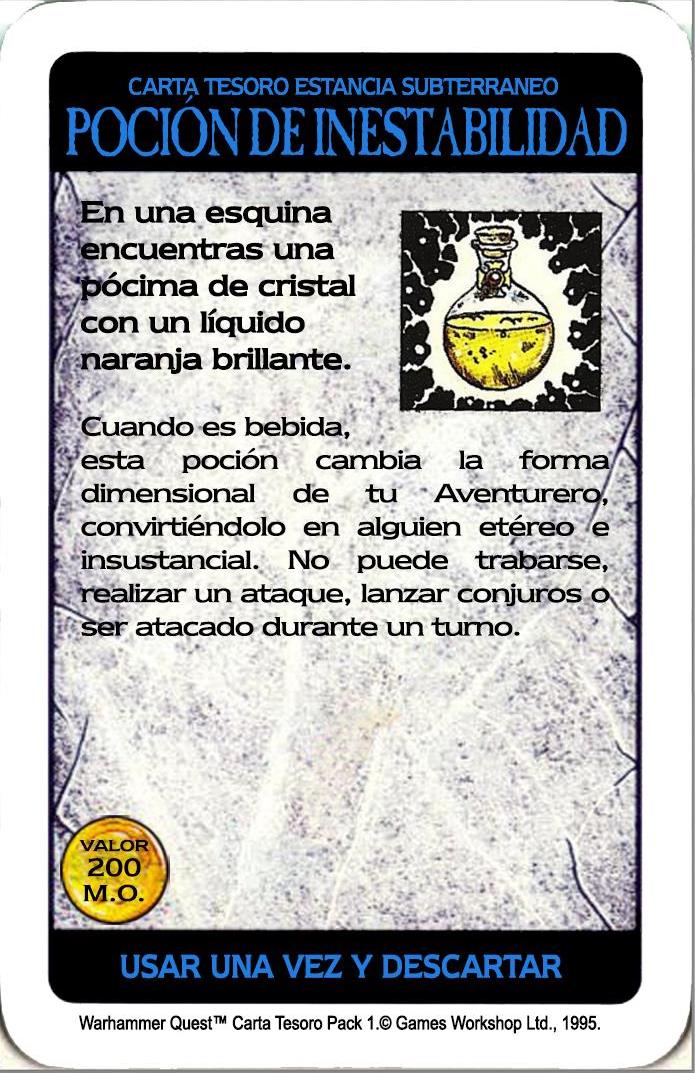 CARTA TESORO ESTANCIA SUBTERRANEO
POCIÓN DE INESTABILIDAD
En una esquina
encuentras una
pócima de cristal
con un líquido
naranja brillante.
Cuando es bebida,
esta poción cambia la forma
dimensional de tu Aventurero,
convirtiéndolo en alguien etéreo e
insustancial. No puede trabarse,
realizar un ataque, lanzar conjuros o
ser atacado durante un turno.
VALOR
200
M.O.
USAR UNA VEZ Y DESCARTAR
Warhammer Quest™ Carta Tesoro Pack 1.© Games Workshop Ltd., 1995.